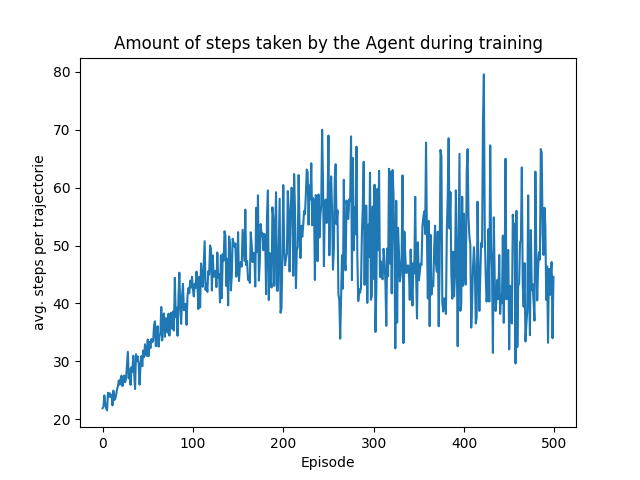 Amount of steps taken by the Agent during training
80
70
60
50
40
30
20
avg. steps per trajectorie
0 100 200 300 400 500
Episode